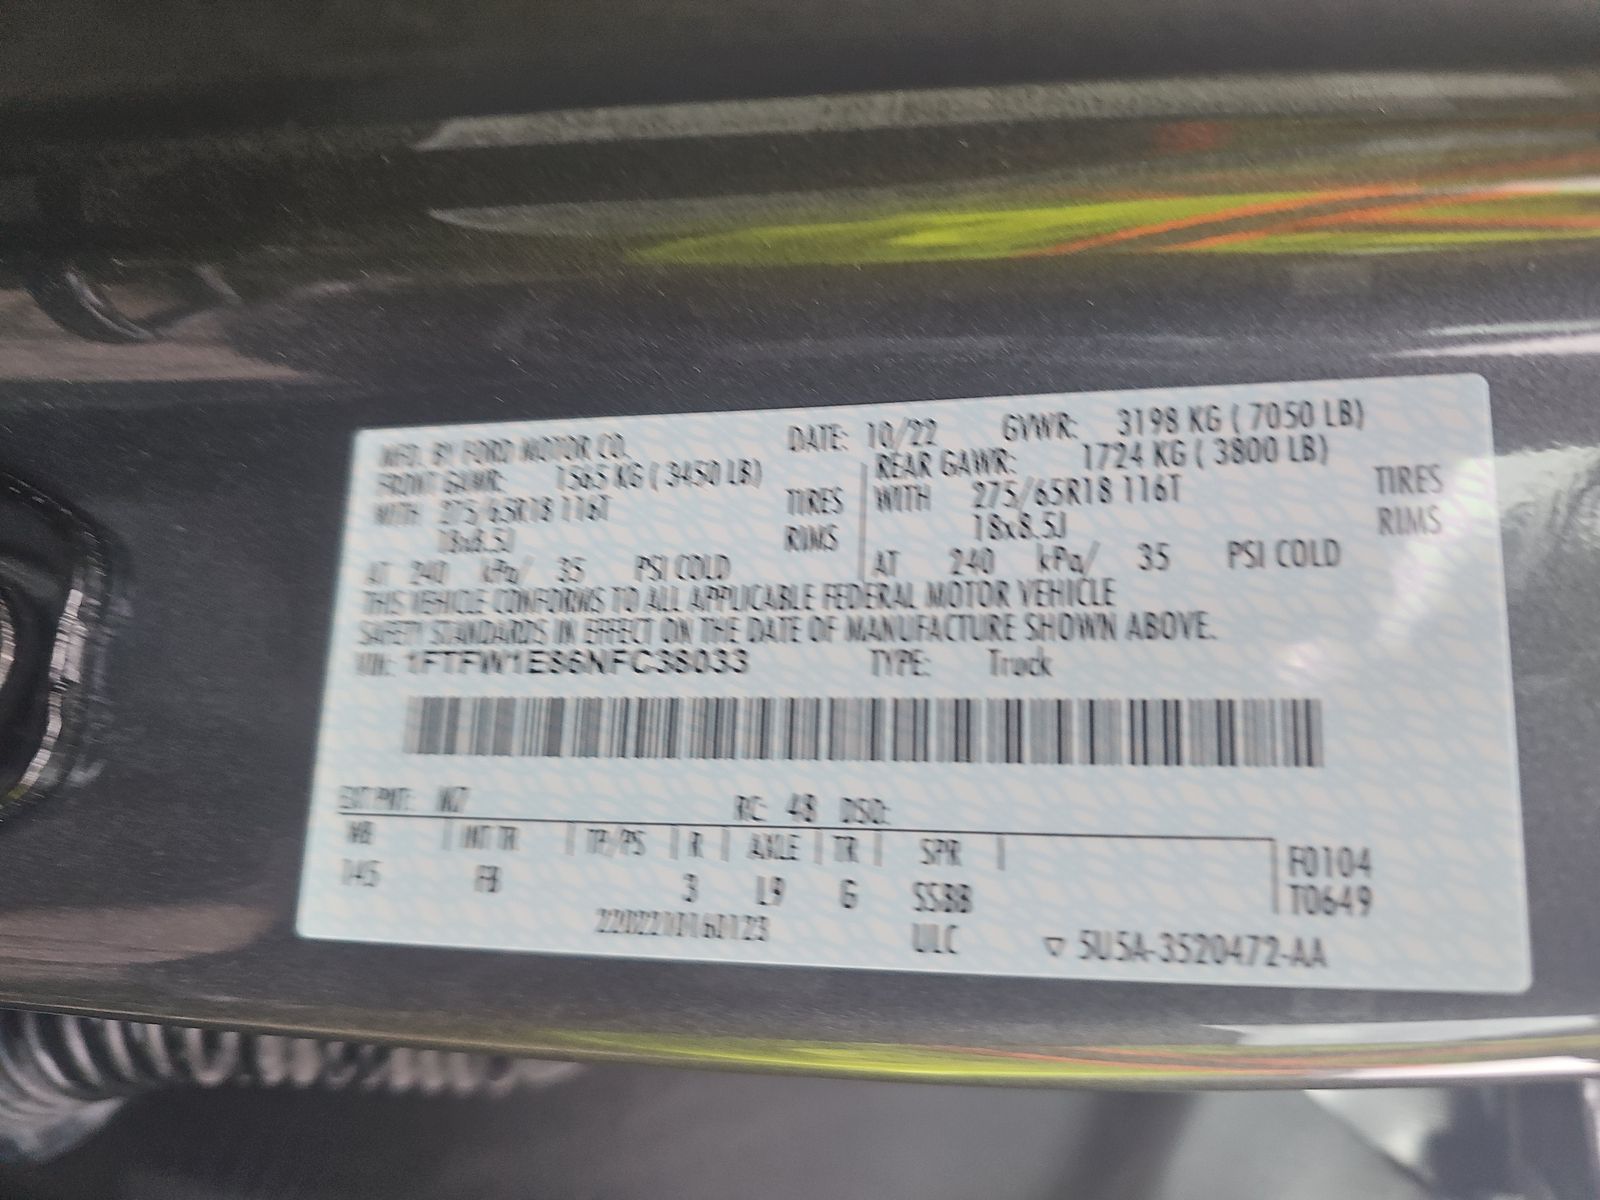 MFD. BY FORD MOTOR CO. DATE: 10/22 GVWR: 3198 KG ( 7050 LB)
FRONT GAWR: 1565 KG ( 3450 LB) REAR GAWR: 1724 KG ( 3800 LB)
WITH 275/65R18 116T TIRES WITH 275/65R18 116T TIRES
18x8.5J RIMS 18x8.5J RIMS
AT 240 kPa/ 35 PSI COLD AT 240 kPa/ 35 PSI COLD
THIS VEHICLE CONFORMS TO ALL APPLICABLE FEDERAL MOTOR VEHICLE
SAFETY STANDARDS IN EFFECT ON THE DATE OF MANUFACTURE SHOWN ABOVE.
VIN: 1FTFW1E86NFC38033 TYPE: Truck
EXT PNT: RC: 48 DSO:
WB INT TR TP/PS R AXLE TR SPR F0104
145 FB 3 L9 G SSBB T0649
ULC ▽ 5U5A-3520472-AA